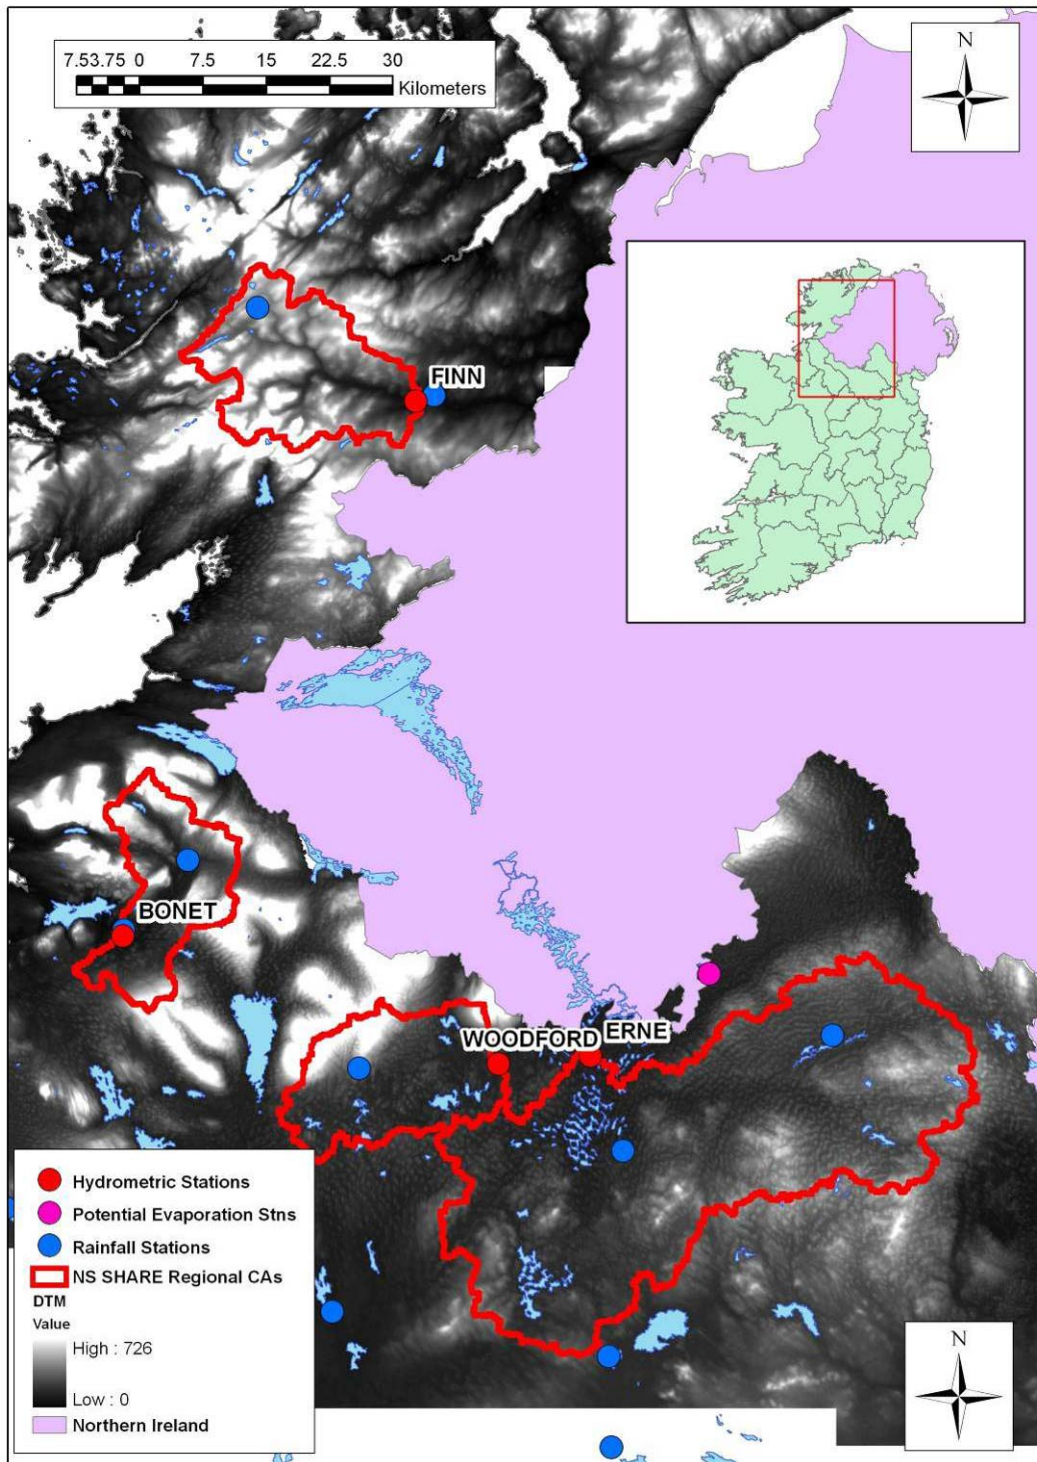 7.53.75 0 7.5 15 22.5 30
Kilometers
N
FINN
BONET
WOODFORD
ERNE
Hydrometric Stations
Potential Evaporation Stns
Rainfall Stations
NS SHARE Regional CAs
DTM
Value
High : 726
Low : 0
Northern Ireland
N